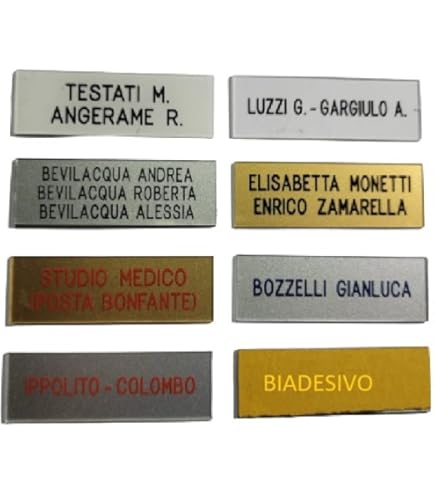 TESTATI M.
ANGERAME R.
LUZZI G.-GARGIULO A.
BEVILACQUA ANDREA
BEVILACQUA ROBERTA
BEVILACQUA ALESSIA
ELISABETTA MONETTI
ENRICO ZAMARELLA
STUDIO MEDICO
(POSTA BONFANTE)
BOZZELLI GIANLUCA
IPPOLITO-COLOMBO
BIADESIVO